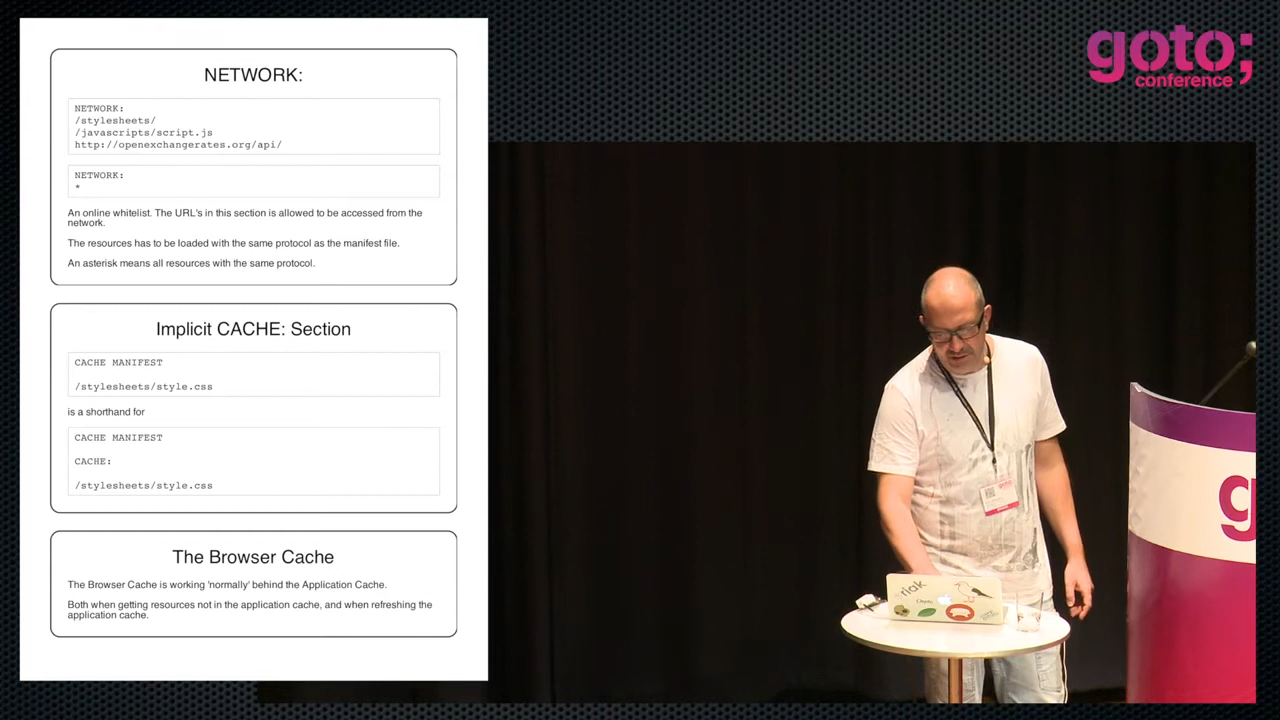 goto;
conference
NETWORK:
NETWORK:
/stylesheets/
/javascripts/script.js
http://openexchangerates.org/api/
NETWORK:
*
An online whitelist. The URL's in this section is allowed to be accessed from the
network.
The resources has to be loaded with the same protocol as the manifest file.
An asterisk means all resources with the same protocol.
Implicit CACHE: Section
CACHE MANIFEST
/stylesheets/style.css
is a shorthand for
CACHE MANIFEST
CACHE:
/stylesheets/style.css
The Browser Cache
The Browser Cache is working 'normally' behind the Application Cache.
Both when getting resources not in the application cache, and when refreshing the
application cache.
riak
g